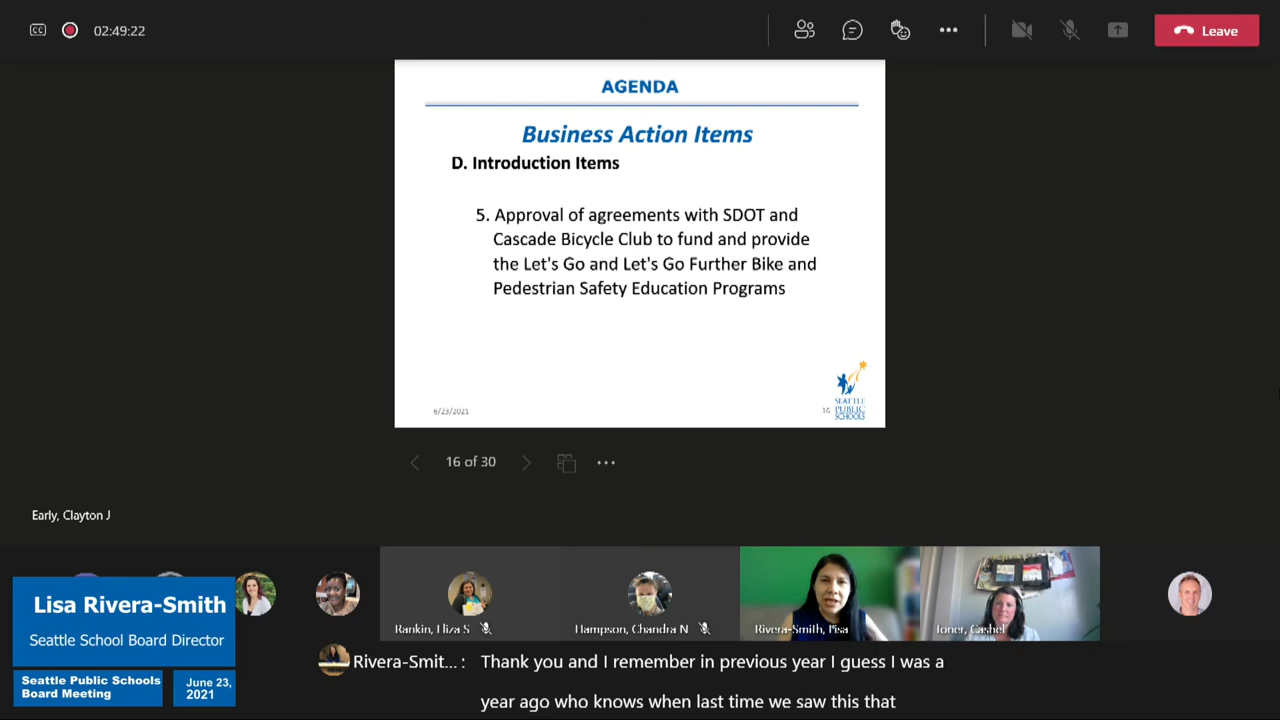 CC
02:49:22
Leave
AGENDA
Business Action Items
D. Introduction Items
5. Approval of agreements with SDOT and
Cascade Bicycle Club to fund and provide
the Let's Go and Let's Go Further Bike and
Pedestrian Safety Education Programs
6/23/2021
16
SEATTLE
PUBLIC
SCHOOLS
16 of 30
Early, Clayton J
Rankin, Eliza S
Hampson, Chandra N
Rivera-Smith, Lisa
Toner, Cashel
Lisa Rivera-Smith
Seattle School Board Director
Seattle Public Schools
Board Meeting
June 23,
2021
Rivera-Smit... :
Thank you and I remember in previous year I guess I was a
year ago who knows when last time we saw this that